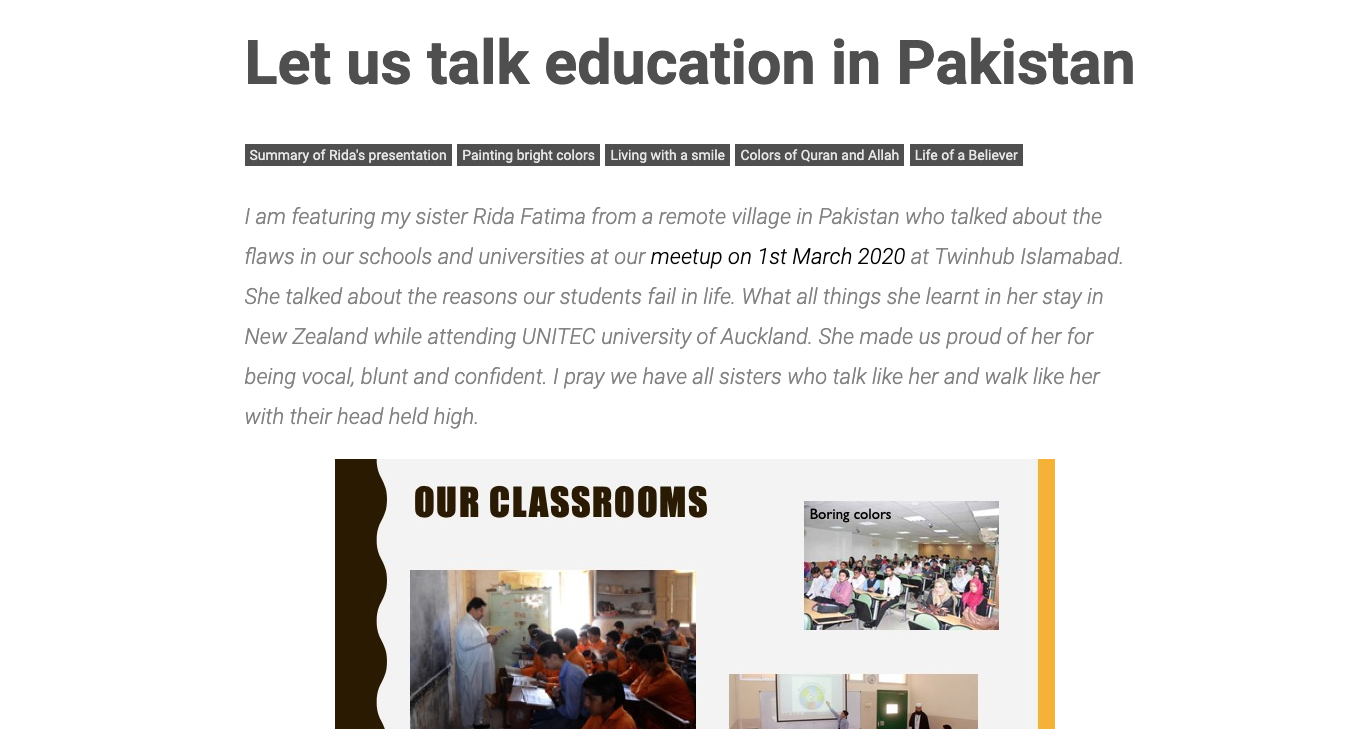 Let us talk education in Pakistan
Summary of Rida's presentation Painting bright colors Living with a smile Colors of Quran and Allah Life of a Believer
I am featuring my sister Rida Fatima from a remote village in Pakistan who talked about the
flaws in our schools and universities at our meetup on 1st March 2020 at Twinhub Islamabad.
She talked about the reasons our students fail in life. What all things she learnt in her stay in
New Zealand while attending UNITEC university of Auckland. She made us proud of her for
being vocal, blunt and confident. I pray we have all sisters who talk like her and walk like her
with their head held high.
OUR CLASSROOMS
Boring colors